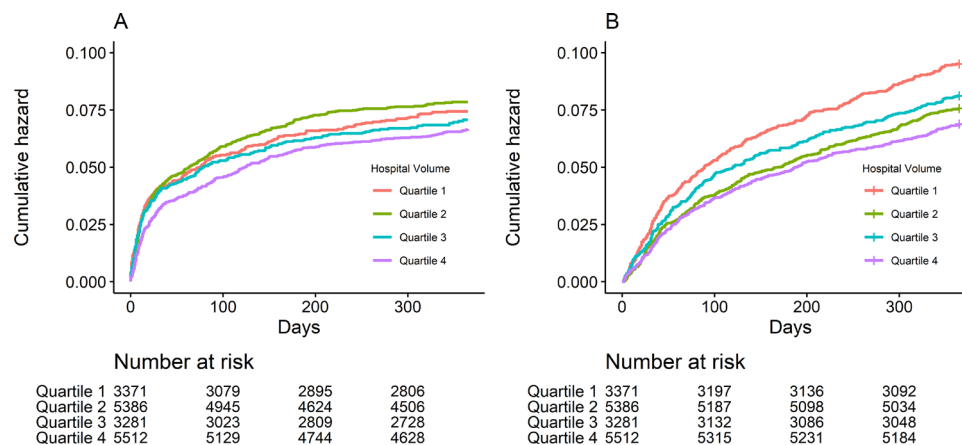 A
0.100
0.075
0.050
0.025
0.000
Cumulative hazard
0 100 200 300
Days
Hospital Volume
Quartile 1
Quartile 2
Quartile 3
Quartile 4
Number at risk
Quartile 1 3371 3079 2895 2806
Quartile 2 5386 4945 4624 4506
Quartile 3 3281 3023 2809 2728
Quartile 4 5512 5129 4744 4628
B
0.100
0.075
0.050
0.025
0.000
Cumulative hazard
0 100 200 300
Days
Hospital Volume
Quartile 1
Quartile 2
Quartile 3
Quartile 4
Number at risk
Quartile 1 3371 3197 3136 3092
Quartile 2 5386 5187 5098 5034
Quartile 3 3281 3132 3086 3048
Quartile 4 5512 5315 5231 5184